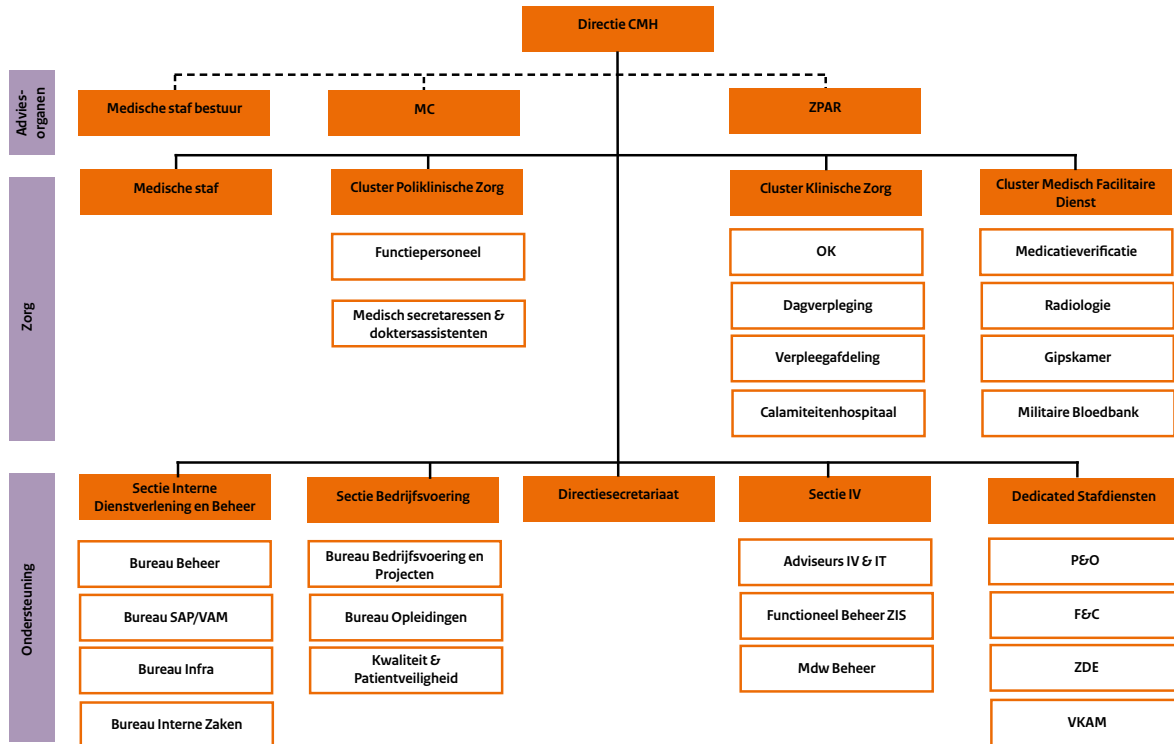 Directie CMH
Advies-
organen
Medische staf bestuur
MC
ZPAR
Zorg
Medische staf
Cluster Poliklinische Zorg
Cluster Klinische Zorg
Cluster Medisch Facilitaire
Dienst
Functiepersoneel
OK
Medicatieverificatie
Medisch secretaressen &
doktersassistenten
Dagverpleging
Radiologie
Verpleegafdeling
Gipskamer
Calamiteitenhospitaal
Militaire Bloedbank
Ondersteuning
Sectie Interne
Dienstverlening en Beheer
Sectie Bedrijfsvoering
Directiesecretariaat
Sectie IV
Dedicated Stafdiensten
Bureau Beheer
Bureau Bedrijfsvoering en
Projecten
Adviseurs IV & IT
P&O
Bureau SAP/VAM
Bureau Opleidingen
Functioneel Beheer ZIS
F&C
Bureau Infra
Kwaliteit &
Patientveiligheid
Mdw Beheer
ZDE
Bureau Interne Zaken
VKAM